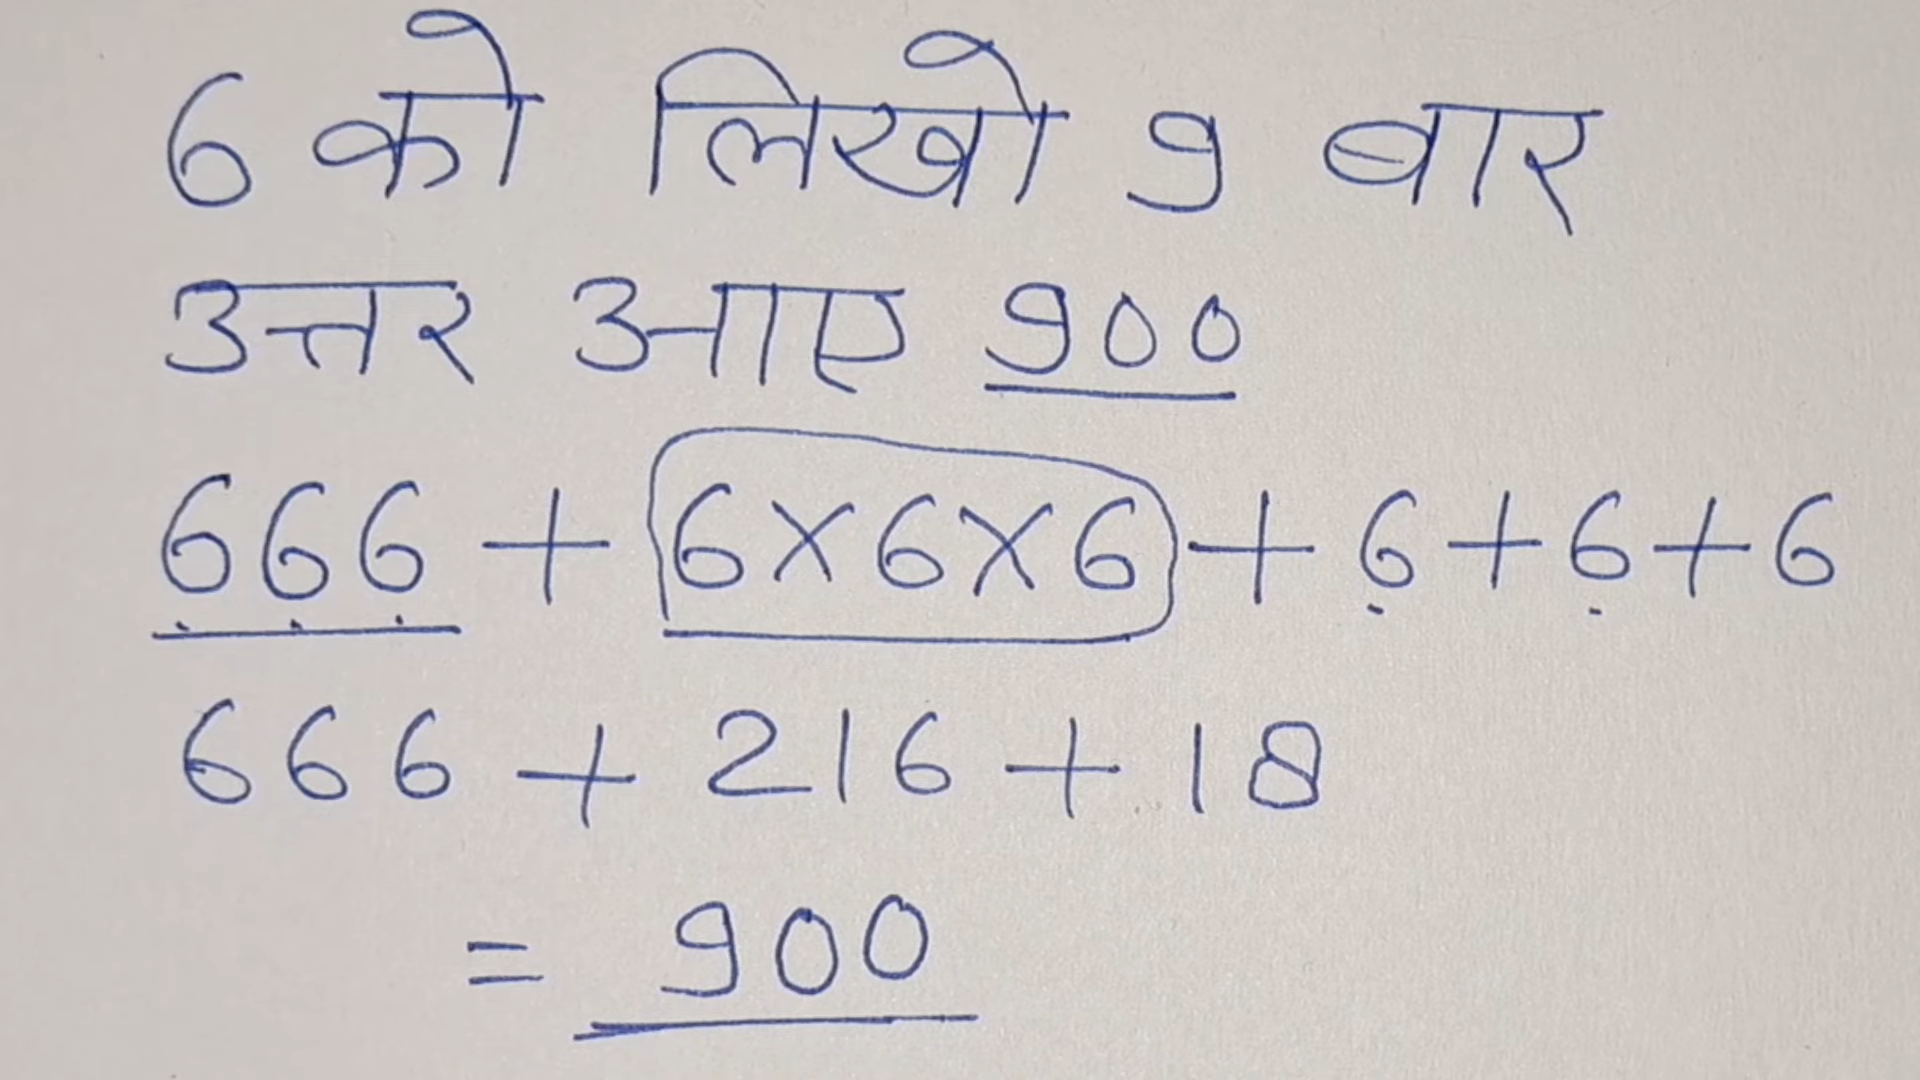 6 को लिखो 9 बार
उत्तर आए 900
666 + 6×6×6 + 6 + 6 + 6
666 + 216 + 18
= 900